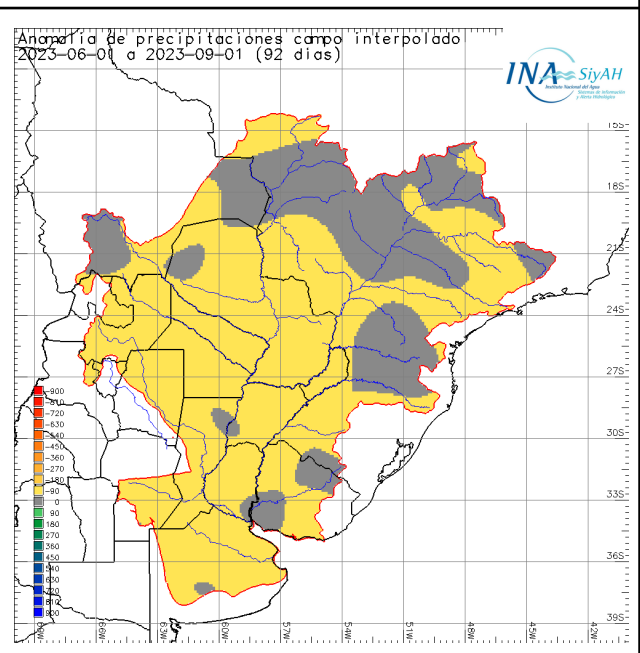 Anomalia de precipitaciones campo interpolado
2023-06-01 a 2023-09-01 (92 dias)
INA SiyAH
Instituto Nacional del Agua
Sistemas de Información
y Alerta Hidrológico
15S
18S
21S
24S
27S
30S
33S
36S
39S
-900
-810
-720
-630
-540
-450
-360
-270
-180
-90
0
90
180
270
360
450
540
630
720
810
900
69W
66W
63W
60W
57W
54W
51W
48W
45W
42W